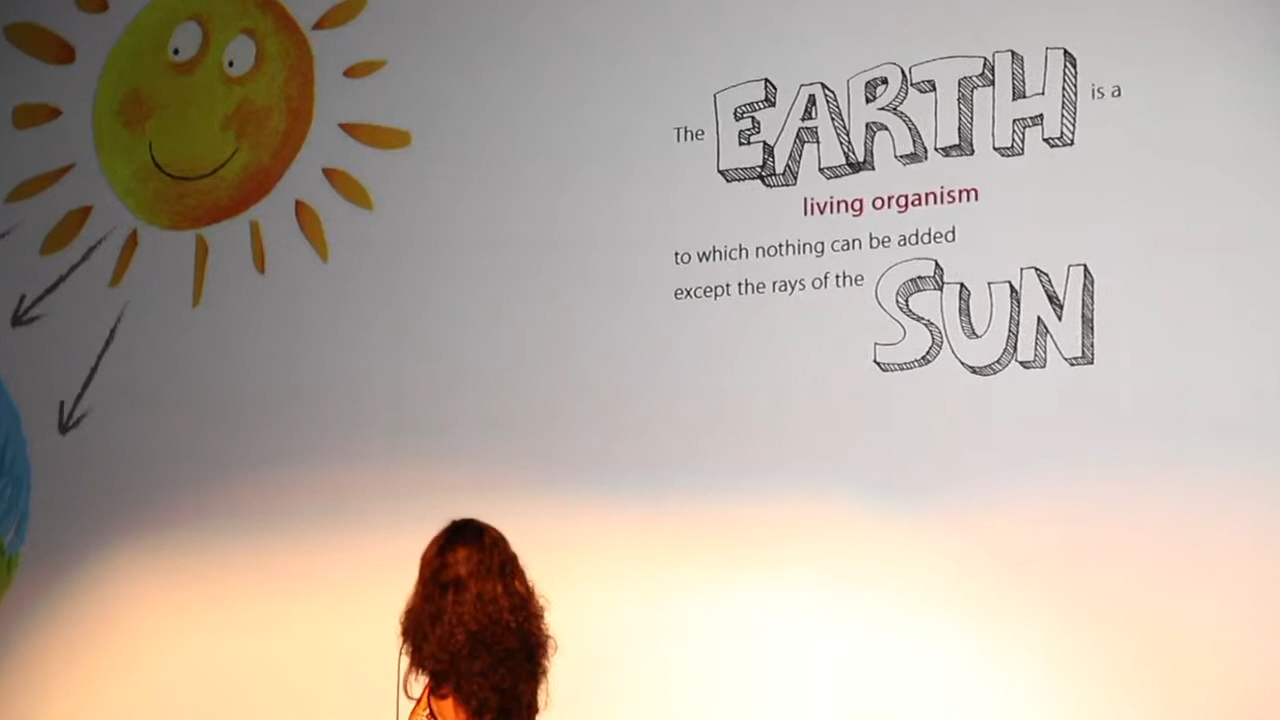 The EARTH is a
living organism
to which nothing can be added
except the rays of the SUN